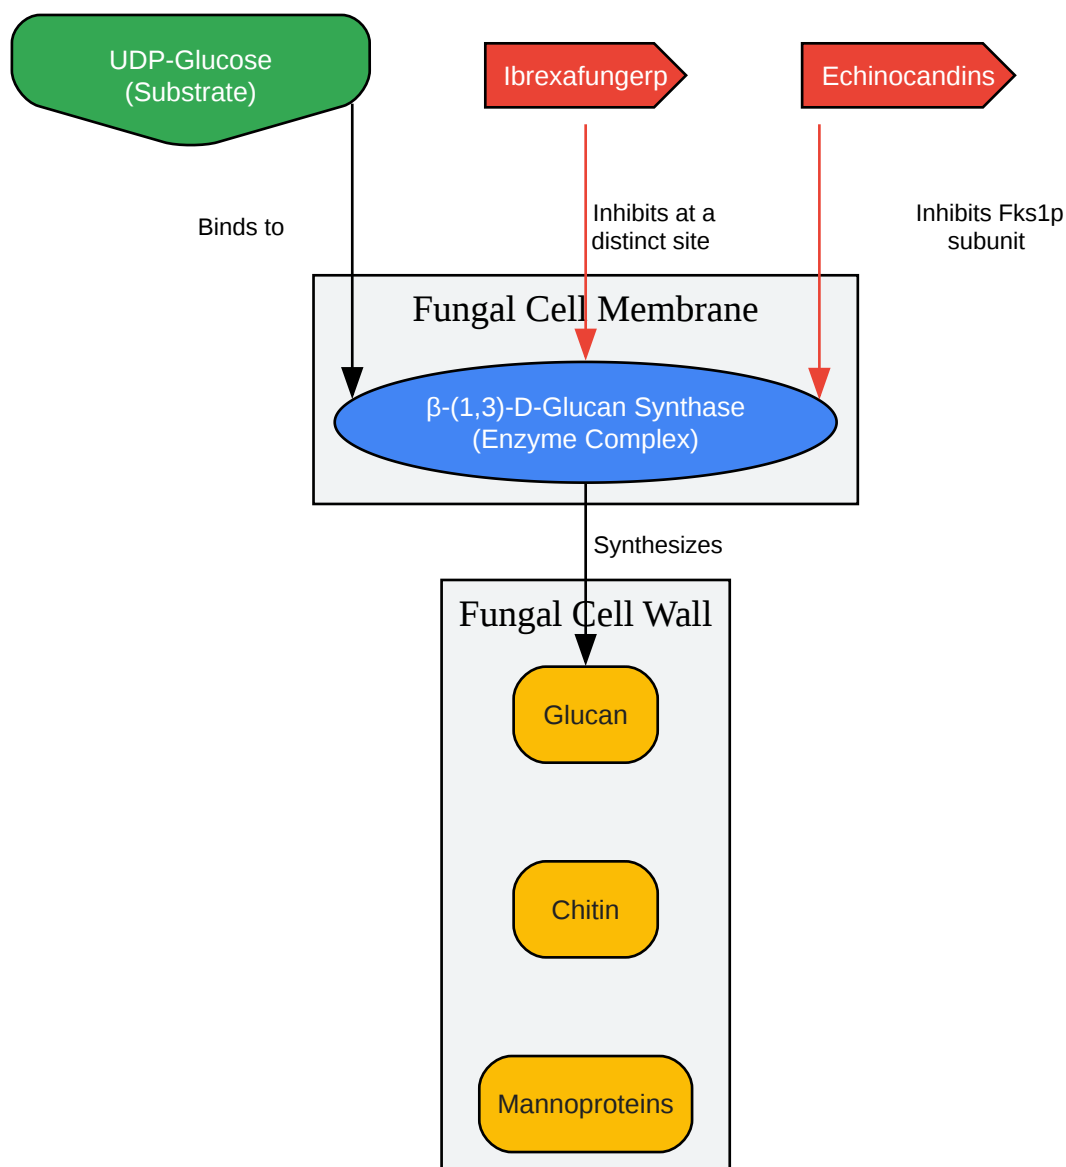 UDP-Glucose
(Substrate)
Ibrexafungerp
Echinocandins
Binds to
Inhibits at a
distinct site
Inhibits Fks1p
subunit
Fungal Cell Membrane
β-(1,3)-D-Glucan Synthase
(Enzyme Complex)
Synthesizes
Fungal Cell Wall
Glucan
Chitin
Mannoproteins